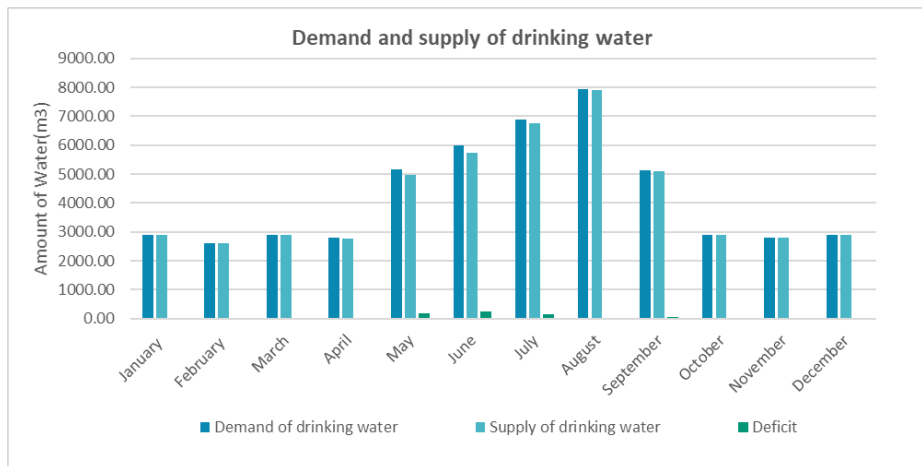 Demand and supply of drinking water
9000.00
8000.00
7000.00
6000.00
5000.00
4000.00
3000.00
2000.00
1000.00
0.00
Amount of Water(m3)
January
February
March
April
May
June
July
August
September
October
November
December
Demand of drinking water
Supply of drinking water
Deficit